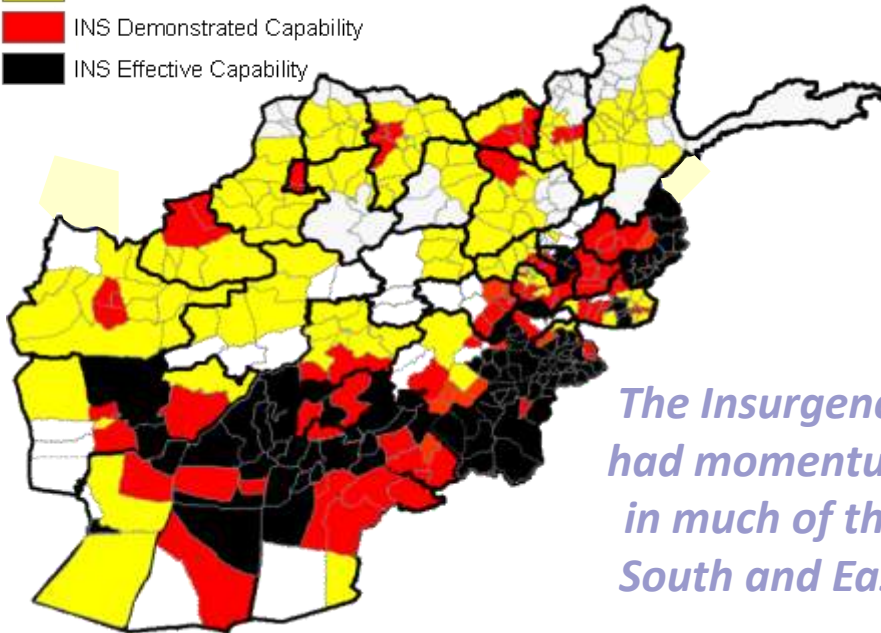 INS Demonstrated Capability
INS Effective Capability
The Insurgenc
had momentu
in much of th
South and Eas